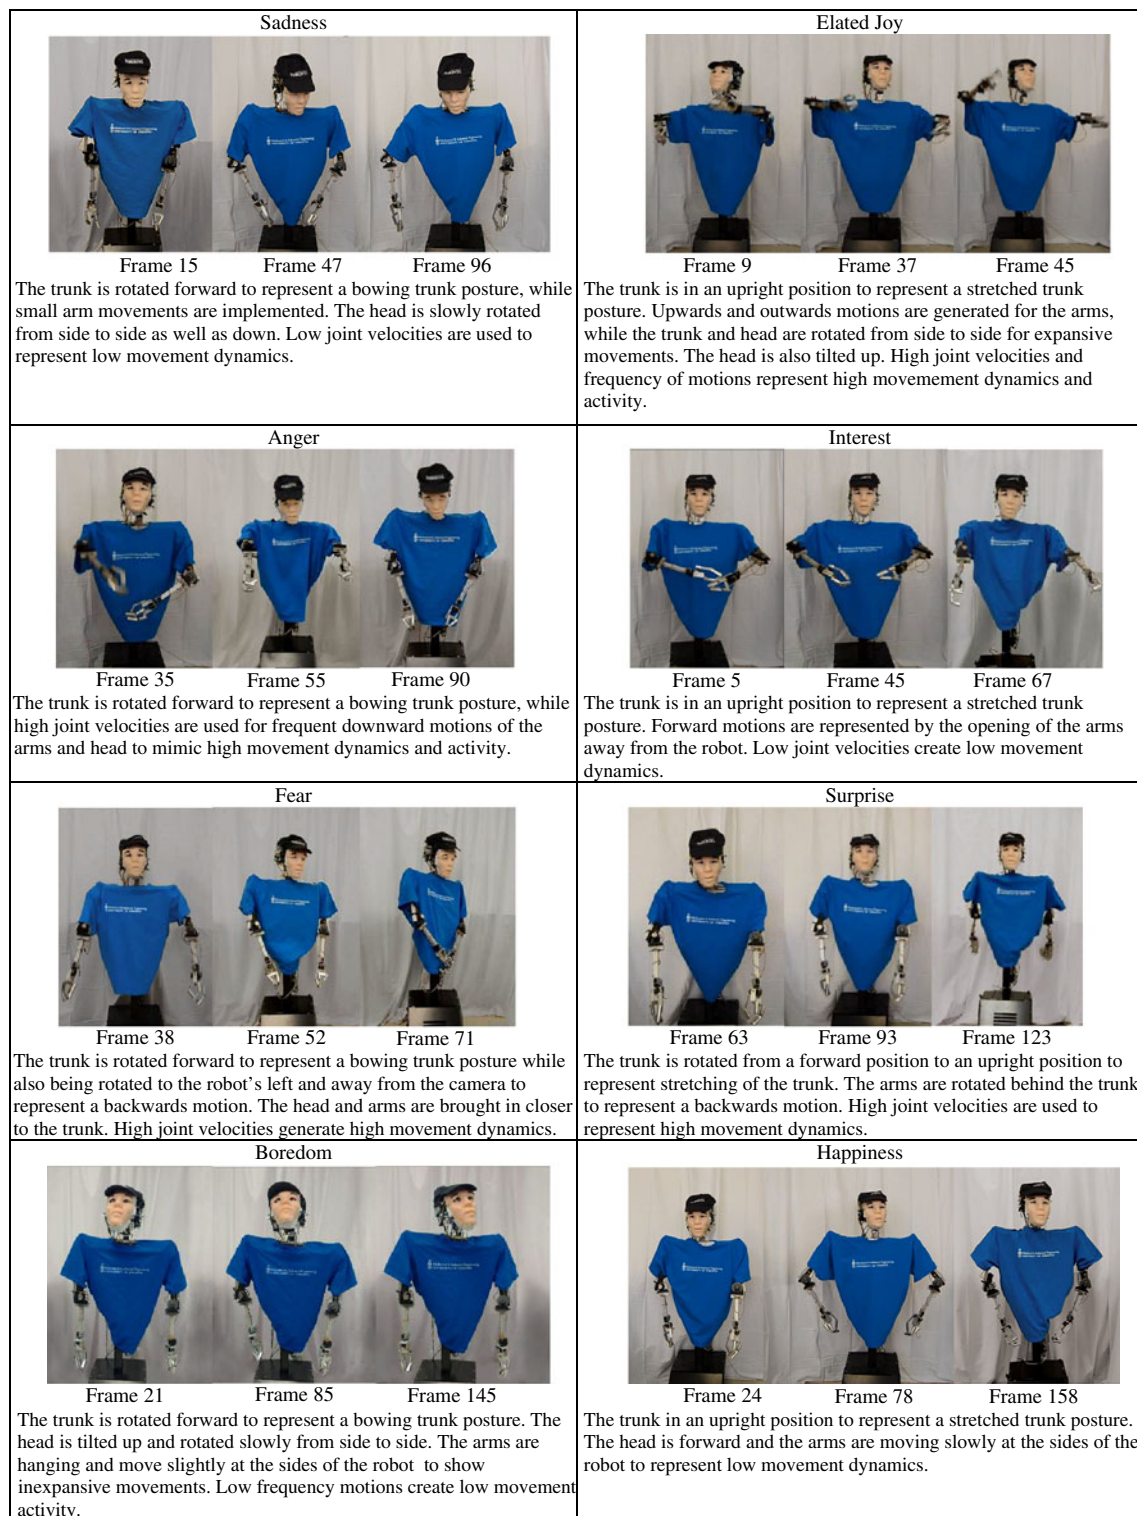 Sadness
Frame 15
Frame 47
Frame 96
The trunk is rotated forward to represent a bowing trunk posture, while
small arm movements are implemented. The head is slowly rotated
from side to side as well as down. Low joint velocities are used to
represent low movement dynamics.
Elated Joy
Frame 9
Frame 37
Frame 45
The trunk is in an upright position to represent a stretched trunk
posture. Upwards and outwards motions are generated for the arms,
while the trunk and head are rotated from side to side for expansive
movements. The head is also tilted up. High joint velocities and
frequency of motions represent high movemement dynamics and
activity.
Anger
Frame 35
Frame 55
Frame 90
The trunk is rotated forward to represent a bowing trunk posture, while
high joint velocities are used for frequent downward motions of the
arms and head to mimic high movement dynamics and activity.
Interest
Frame 5
Frame 45
Frame 67
The trunk is in an upright position to represent a stretched trunk
posture. Forward motions are represented by the opening of the arms
away from the robot. Low joint velocities create low movement
dynamics.
Fear
Frame 38
Frame 52
Frame 71
The trunk is rotated forward to represent a bowing trunk posture while
also being rotated to the robot's left and away from the camera to
represent a backwards motion. The head and arms are brought in closer
to the trunk. High joint velocities generate high movement dynamics.
Surprise
Frame 63
Frame 93
Frame 123
The trunk is rotated from a forward position to an upright position to
represent stretching of the trunk. The arms are rotated behind the trunk
to represent a backwards motion. High joint velocities are used to
represent high movement dynamics.
Boredom
Frame 21
Frame 85
Frame 145
The trunk is rotated forward to represent a bowing trunk posture. The
head is tilted up and rotated slowly from side to side. The arms are
hanging and move slightly at the sides of the robot to show
inexpansive movements. Low frequency motions create low movement
activity.
Happiness
Frame 24
Frame 78
Frame 158
The trunk in an upright position to represent a stretched trunk posture.
The head is forward and the arms are moving slowly at the sides of the
robot to represent low movement dynamics.